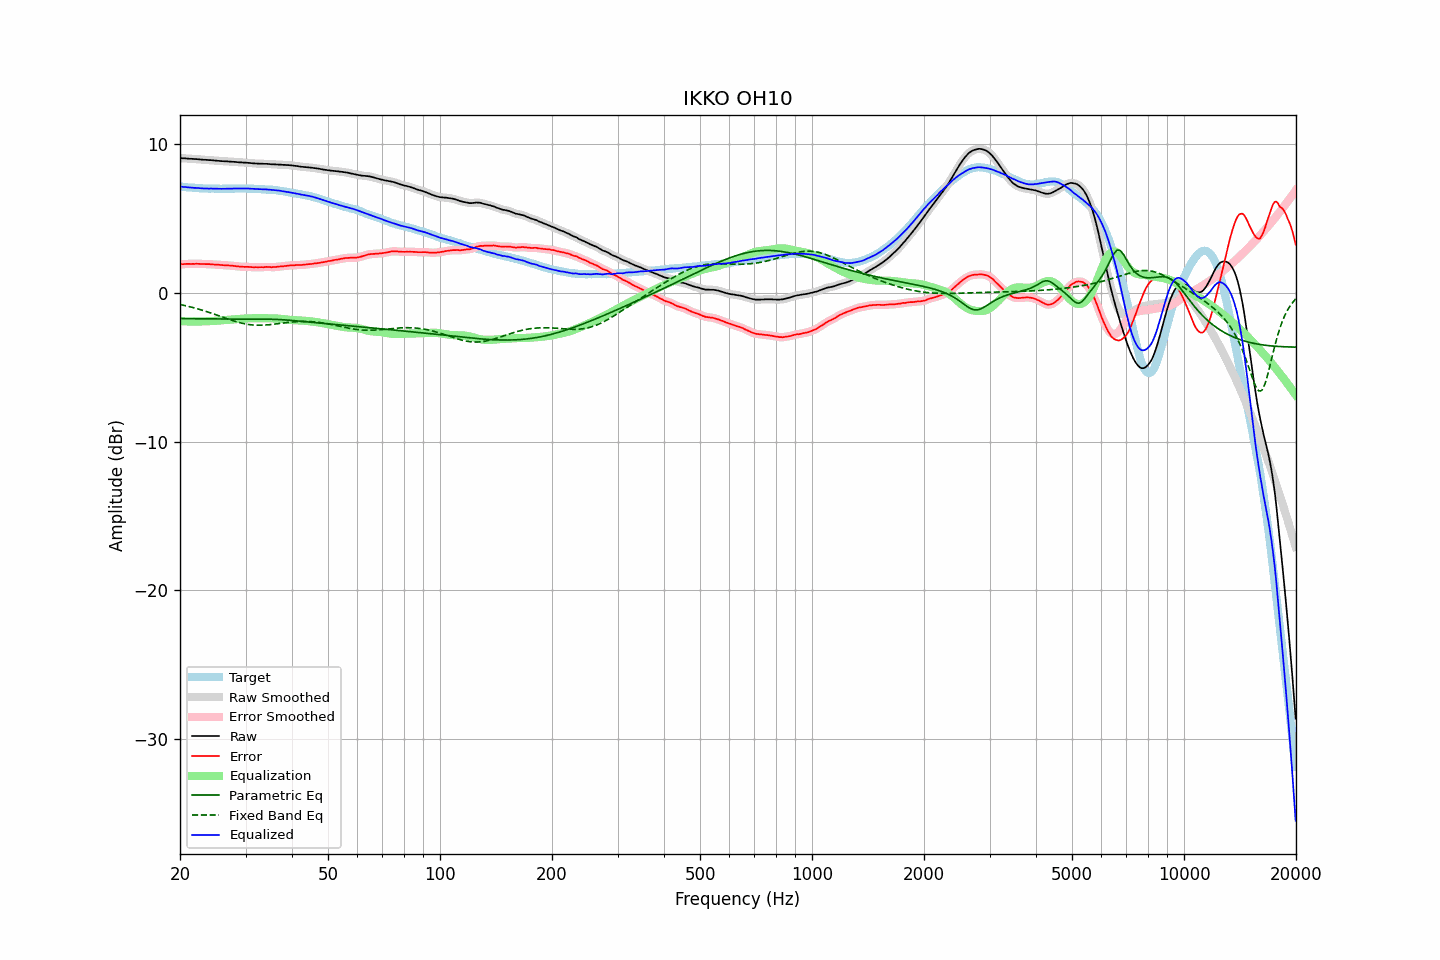 IKKO OH10
Amplitude (dBr)
10
0
−10
−20
−30
Target
Raw Smoothed
Error Smoothed
Raw
Error
Equalization
Parametric Eq
Fixed Band Eq
Equalized
20 50 100 200 500 1000 2000 5000 10000 20000
Frequency (Hz)